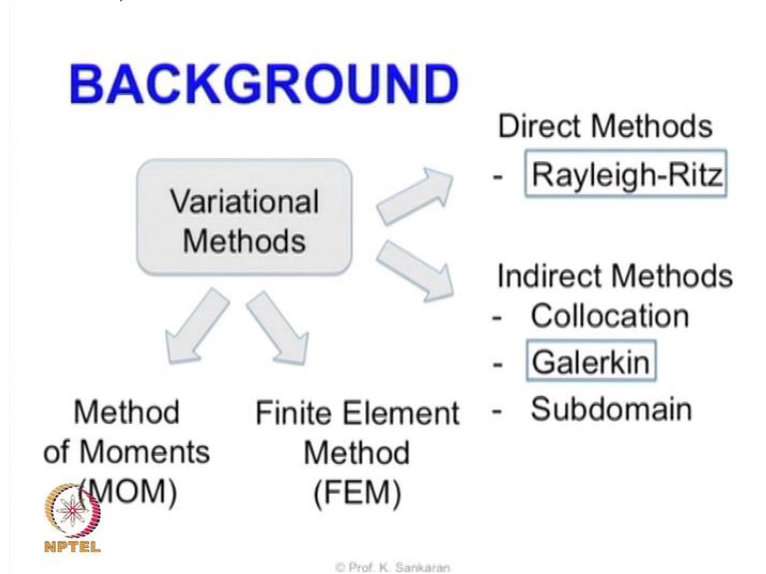 BACKGROUND
Variational
Methods
Direct Methods
- Rayleigh-Ritz
Indirect Methods
- Collocation
- Galerkin
- Subdomain
Method
of Moments
(MOM)
Finite Element
Method
(FEM)
NPTEL
© Prof. K. Sankaran